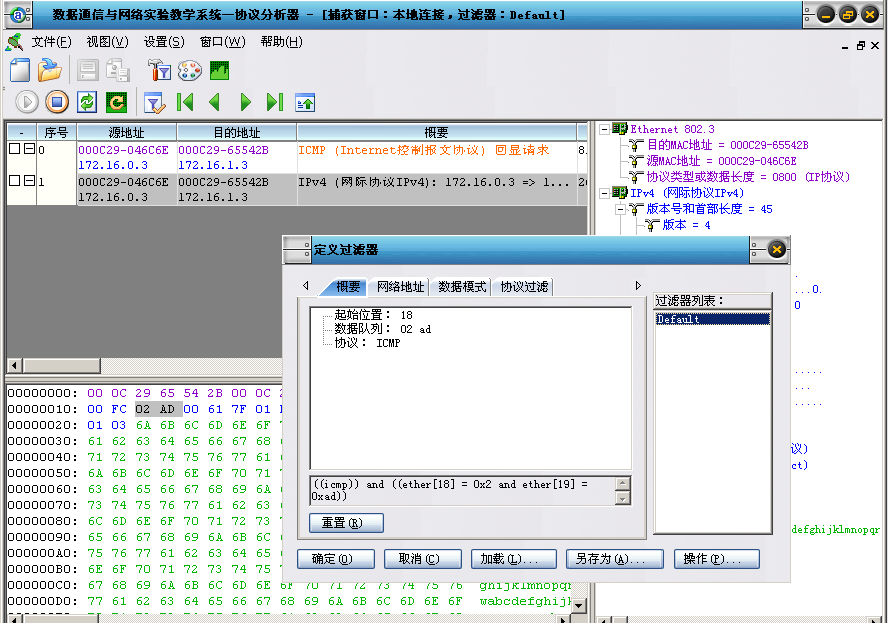 数据通信与网络实验教学系统—协议分析器 - [捕获窗口：本地连接，过滤器：Default]
文件(F) 视图(V) 设置(S) 窗口(W) 帮助(H)
- 序号 源地址 目的地址 概要
0 000C29-046C6E 000C29-65542B ICMP (Internet控制报文协议) 回显请求 8.
172.16.0.3 172.16.1.3
1 000C29-046C6E 000C29-65542B IPv4 (网际协议IPv4): 172.16.0.3 => 1...
172.16.0.3 172.16.1.3
Ethernet 802.3
目的MAC地址 = 000C29-65542B
源MAC地址 = 000C29-046C6E
协议类型或数据长度 = 0800 (IP协议)
IPv4 (网际协议IPv4)
版本号和首部长度 = 45
版本 = 4
定义过滤器
概要 网络地址 数据模式 协议过滤
起始位置： 18
数据队列： 02 ad
协议： ICMP
((icmp)) and ((ether[18] = 0x2 and ether[19] =
0xad))
重置(R)
过滤器列表：
Default
确定(O) 取消(C) 加载(L)... 另存为(A)... 操作(P)...
...0.
0
.....
...
.....
议)
ct)
defghijklmnopqr
00000000: 00 0C 29 65 54 2B 00 0C
00000010: 00 FC 02 AD 00 61 7F 01
00000020: 01 03 6A 6B 6C 6D 6E 6F
00000030: 61 62 63 64 65 66 67 68
00000040: 71 72 73 74 75 76 77 61
00000050: 6A 6B 6C 6D 6E 6F 70 71
00000060: 63 64 65 66 67 68 69 6A
00000070: 73 74 75 76 77 61 62 63
00000080: 6C 6D 6E 6F 70 71 72 73
00000090: 65 66 67 68 69 6A 6B 6C
000000A0: 75 76 77 61 62 63 64 65
000000B0: 6E 6F 70 71 72 73 74 75
000000C0: 67 68 69 6A 6B 6C 6D 6E 6F 70 71 72 73 74 75 76 ghijklmnopqr
000000D0: 77 61 62 63 64 65 66 67 68 69 6A 6B 6C 6D 6E 6F wabcdefghijk